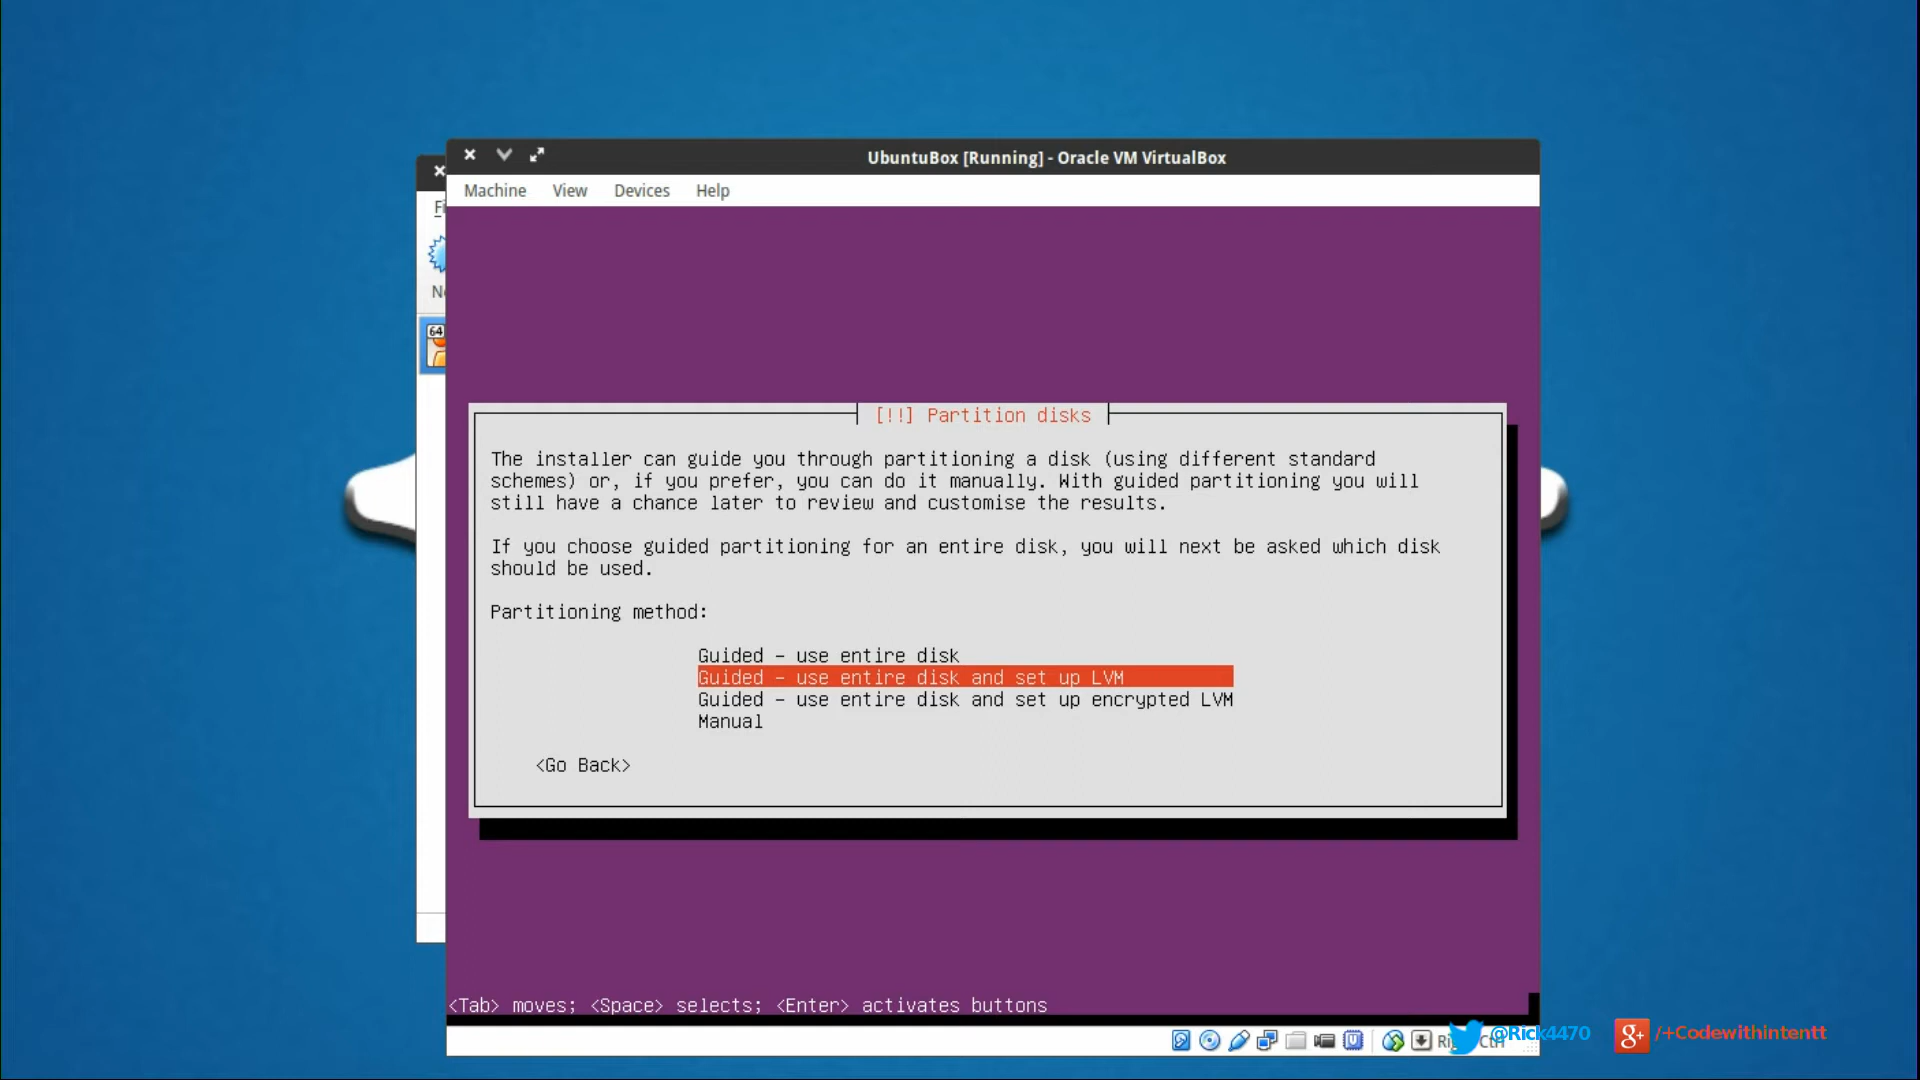 UbuntuBox [Running] - Oracle VM VirtualBox
Machine View Devices Help
Fi
Ne
64
[!!] Partition disks
The installer can guide you through partitioning a disk (using different standard
schemes) or, if you prefer, you can do it manually. With guided partitioning you will
still have a chance later to review and customise the results.
If you choose guided partitioning for an entire disk, you will next be asked which disk
should be used.
Partitioning method:
Guided - use entire disk
Guided - use entire disk and set up LVM
Guided - use entire disk and set up encrypted LVM
Manual
<Go Back>
<Tab> moves; <Space> selects; <Enter> activates buttons
@Rick4470
g+ /+Codewithintentt